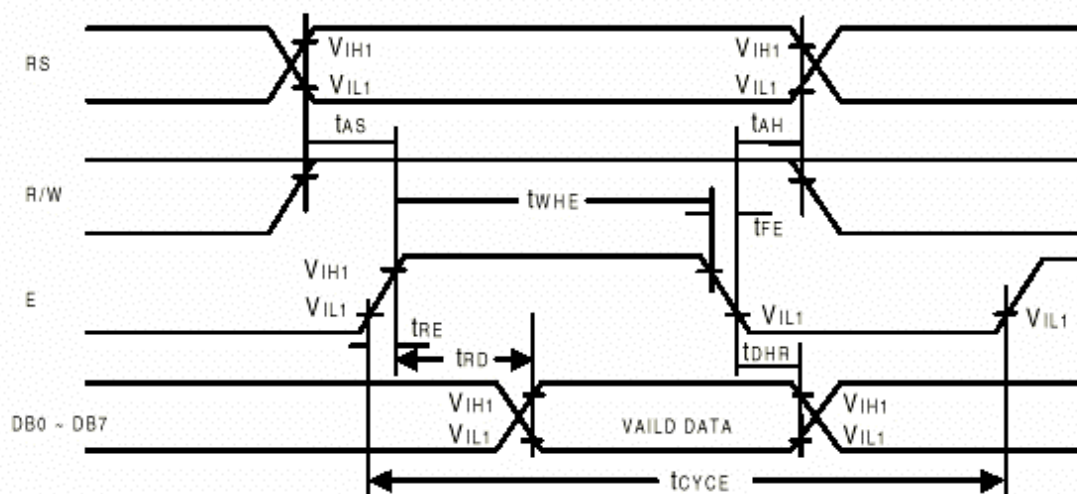 RS
VIH1
VIH1
VIL1
VIL1
tAS
tAH
R/W
tWHE
tFE
VIH1
E
VIL1
VIL1
VIL1
tRE
tRD
tDHR
VIH1
VIH1
DB0 ~ DB7
VIL1
VAILD DATA
VIL1
tCYCE